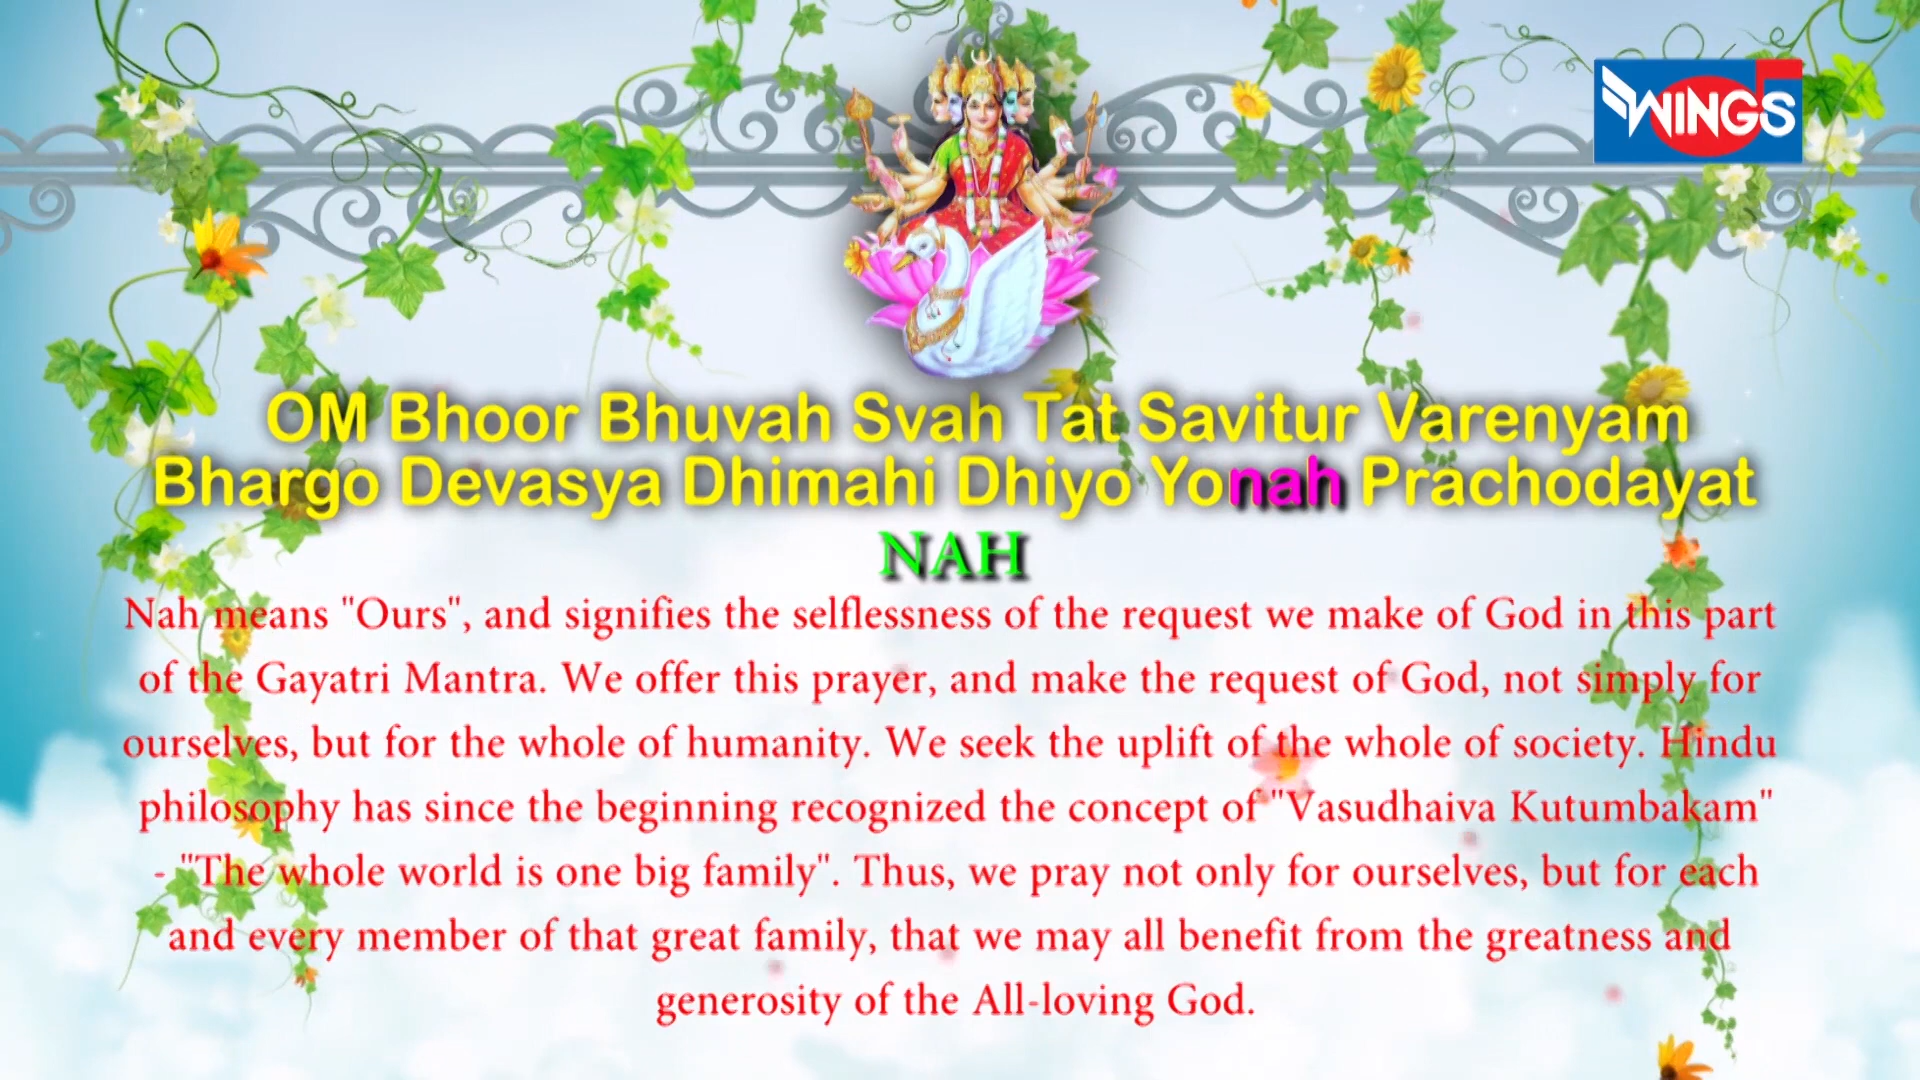 WINGS
OM Bhoor Bhuvah Svah Tat Savitur Varenyam
Bhargo Devasya Dhimahi Dhiyo Yonah Prachodayat
NAH
Nah means "Ours", and signifies the selflessness of the request we make of God in this part
of the Gayatri Mantra. We offer this prayer, and make the request of God, not simply for
ourselves, but for the whole of humanity. We seek the uplift of the whole of society. Hindu
philosophy has since the beginning recognized the concept of "Vasudhaiva Kutumbakam"
- "The whole world is one big family". Thus, we pray not only for ourselves, but for each
and every member of that great family, that we may all benefit from the greatness and
generosity of the All-loving God.